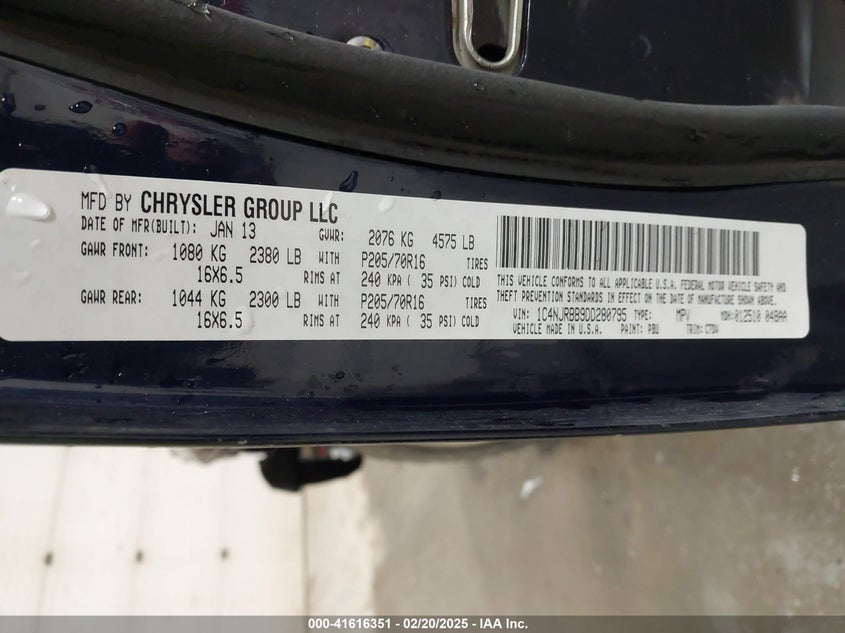 MFD BY CHRYSLER GROUP LLC
DATE OF MFR(BUILT): JAN 13 GVWR: 2076 KG 4575 LB
GAWR FRONT: 1080 KG 2380 LB WITH P205/70R16 TIRES
16X6.5 RIMS AT 240 KPA ( 35 PSI) COLD
GAWR REAR: 1044 KG 2300 LB WITH P205/70R16 TIRES
16X6.5 RIMS AT 240 KPA ( 35 PSI) COLD
THIS VEHICLE CONFORMS TO ALL APPLICABLE U.S.A. FEDERAL MOTOR VEHICLE SAFETY AND
THEFT PREVENTION STANDARDS IN EFFECT ON THE DATE OF MANUFACTURE SHOWN ABOVE.
VIN: 1C4NJRBB9DD280795 TYPE: MPV MDH:012510 048AA
VEHICLE MADE IN U.S.A. PAINT: PBU TRIM: C7DV
000-41616351 - 02/20/2025 - IAA Inc.